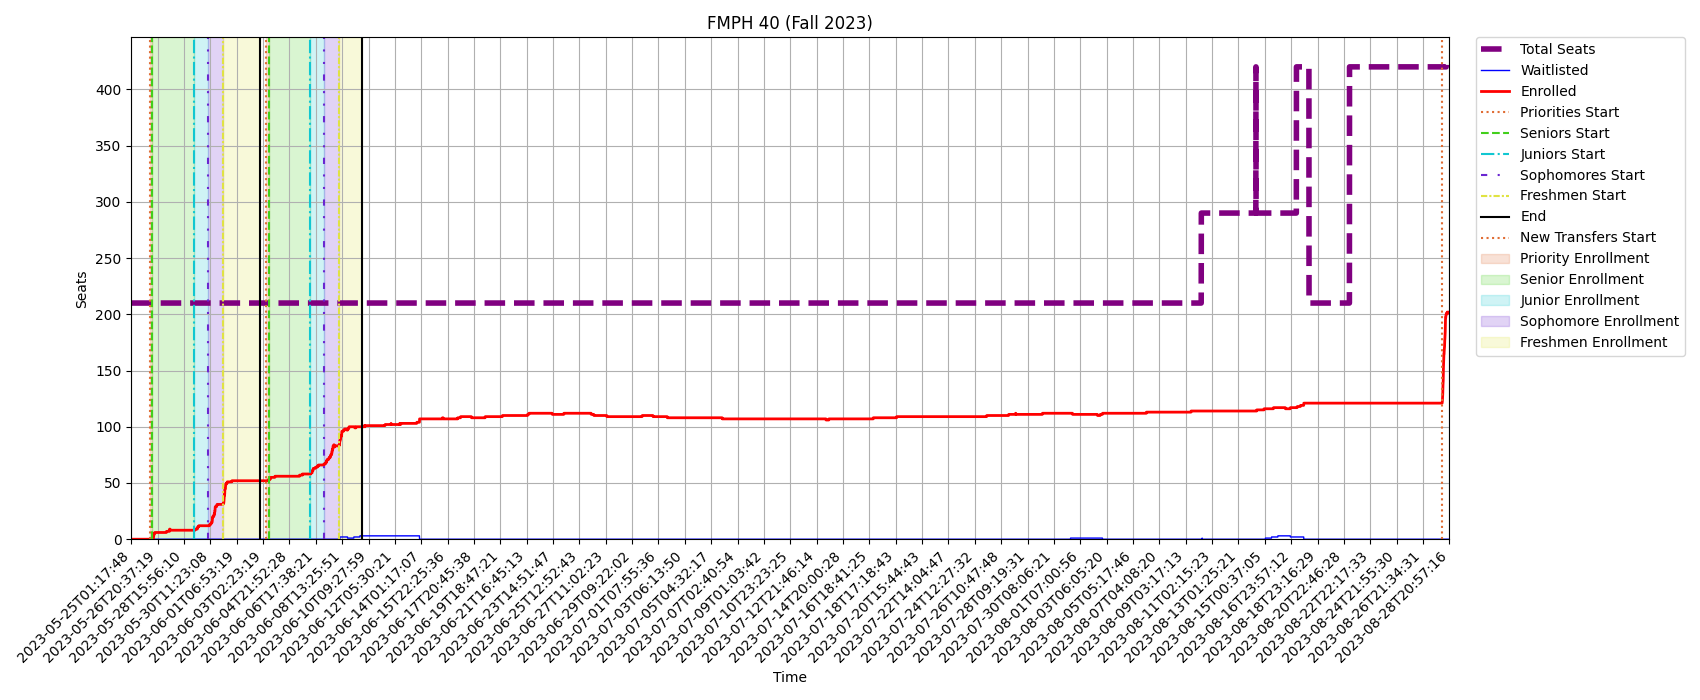 FMPH 40 (Fall 2023)
Seats
400
350
300
250
200
150
100
50
0
2023-05-25T01:17:48
2023-05-26T20:37:19
2023-05-28T15:56:10
2023-05-30T11:23:08
2023-06-01T06:53:19
2023-06-03T02:23:19
2023-06-04T21:52:28
2023-06-06T17:38:21
2023-06-08T13:25:51
2023-06-10T09:27:59
2023-06-12T05:30:21
2023-06-14T01:17:07
2023-06-15T22:25:36
2023-06-17T20:45:38
2023-06-19T18:47:21
2023-06-21T16:45:13
2023-06-23T14:51:47
2023-06-25T12:52:43
2023-06-27T11:02:23
2023-06-29T09:22:02
2023-07-01T07:55:36
2023-07-03T06:13:50
2023-07-05T04:32:17
2023-07-07T02:40:54
2023-07-09T01:03:42
2023-07-10T23:23:25
2023-07-12T21:46:14
2023-07-14T20:00:28
2023-07-16T18:41:25
2023-07-18T17:18:43
2023-07-20T15:44:43
2023-07-22T14:04:47
2023-07-24T12:27:32
2023-07-26T10:47:48
2023-07-28T09:19:31
2023-07-30T08:06:21
2023-08-01T07:00:56
2023-08-03T06:05:20
2023-08-05T05:17:46
2023-08-07T04:08:20
2023-08-09T03:17:13
2023-08-11T02:15:23
2023-08-13T01:25:21
2023-08-15T00:37:05
2023-08-16T23:57:12
2023-08-18T23:16:29
2023-08-20T22:46:28
2023-08-22T22:17:33
2023-08-24T21:55:30
2023-08-26T21:34:31
2023-08-28T20:57:16
Time
Total Seats
Waitlisted
Enrolled
Priorities Start
Seniors Start
Juniors Start
Sophomores Start
Freshmen Start
End
New Transfers Start
Priority Enrollment
Senior Enrollment
Junior Enrollment
Sophomore Enrollment
Freshmen Enrollment